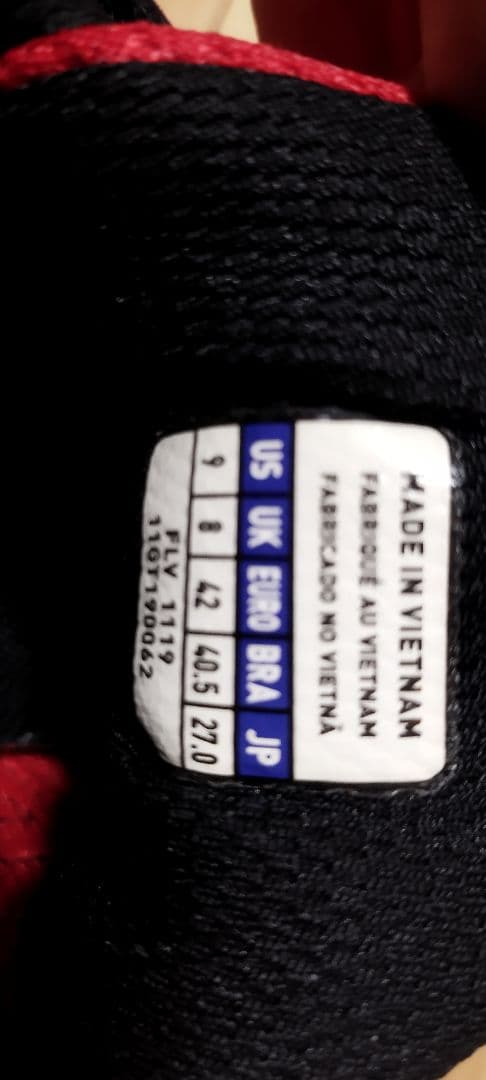 MADE IN VIETNAM
FABRIQUÉ AU VIETNAM
FABRICADO NO VIETNÃ
US UK EURO BRA JP
9 8 42 40.5 27.0
FLV 1119
11GT190062